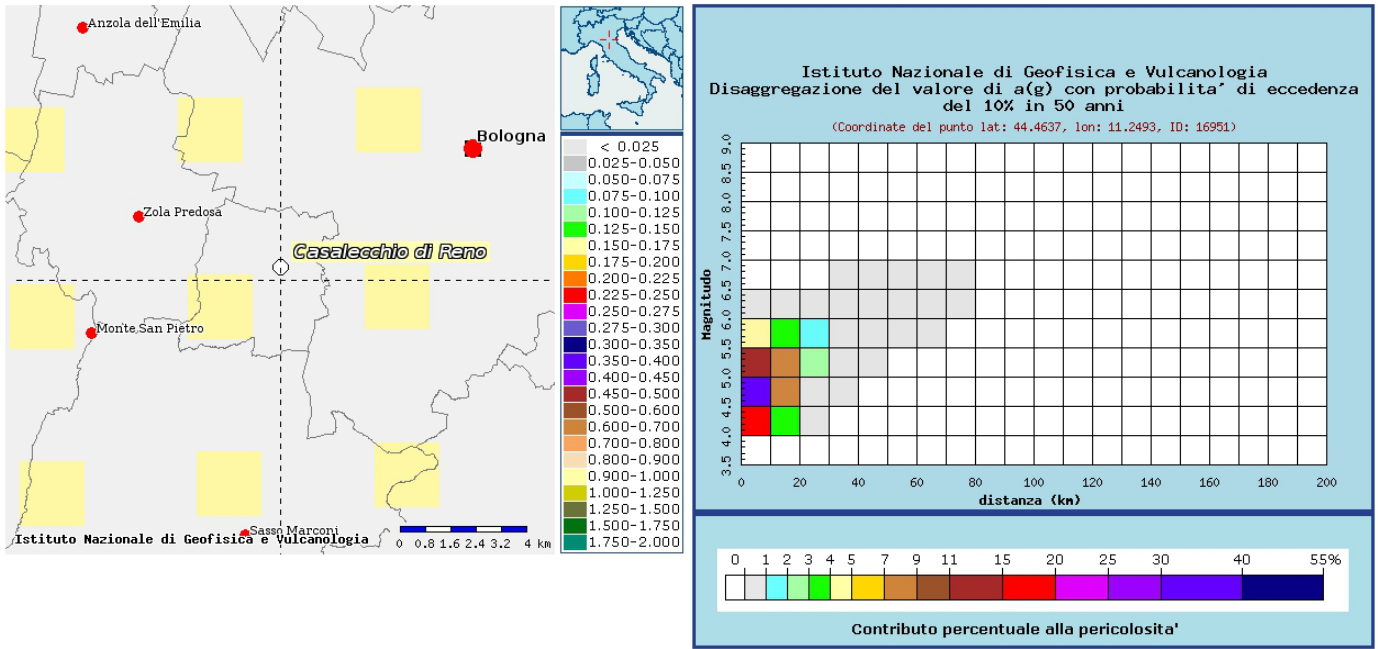 Anzola dell'Emilia
Bologna
Zola Predosa
Casalecchio di Reno
Monte San Pietro
Sasso Marconi
Istituto Nazionale di Geofisica e Vulcanologia
0 0.8 1.6 2.4 3.2 4 km
< 0.025
0.025-0.050
0.050-0.075
0.075-0.100
0.100-0.125
0.125-0.150
0.150-0.175
0.175-0.200
0.200-0.225
0.225-0.250
0.250-0.275
0.275-0.300
0.300-0.350
0.350-0.400
0.400-0.450
0.450-0.500
0.500-0.600
0.600-0.700
0.700-0.800
0.800-0.900
0.900-1.000
1.000-1.250
1.250-1.500
1.500-1.750
1.750-2.000
Istituto Nazionale di Geofisica e Vulcanologia
Disaggregazione del valore di a(g) con probabilita´ di eccedenza
del 10% in 50 anni
(Coordinate del punto lat: 44.4637, lon: 11.2493, ID: 16951)
Magnitudo
9.0
8.5
8.0
7.5
7.0
6.5
6.0
5.5
5.0
4.5
4.0
3.5
0 20 40 60 80 100 120 140 160 180 200
distanza (km)
0 1 2 3 4 5 7 9 11 15 20 25 30 40 55%
Contributo percentuale alla pericolosita'